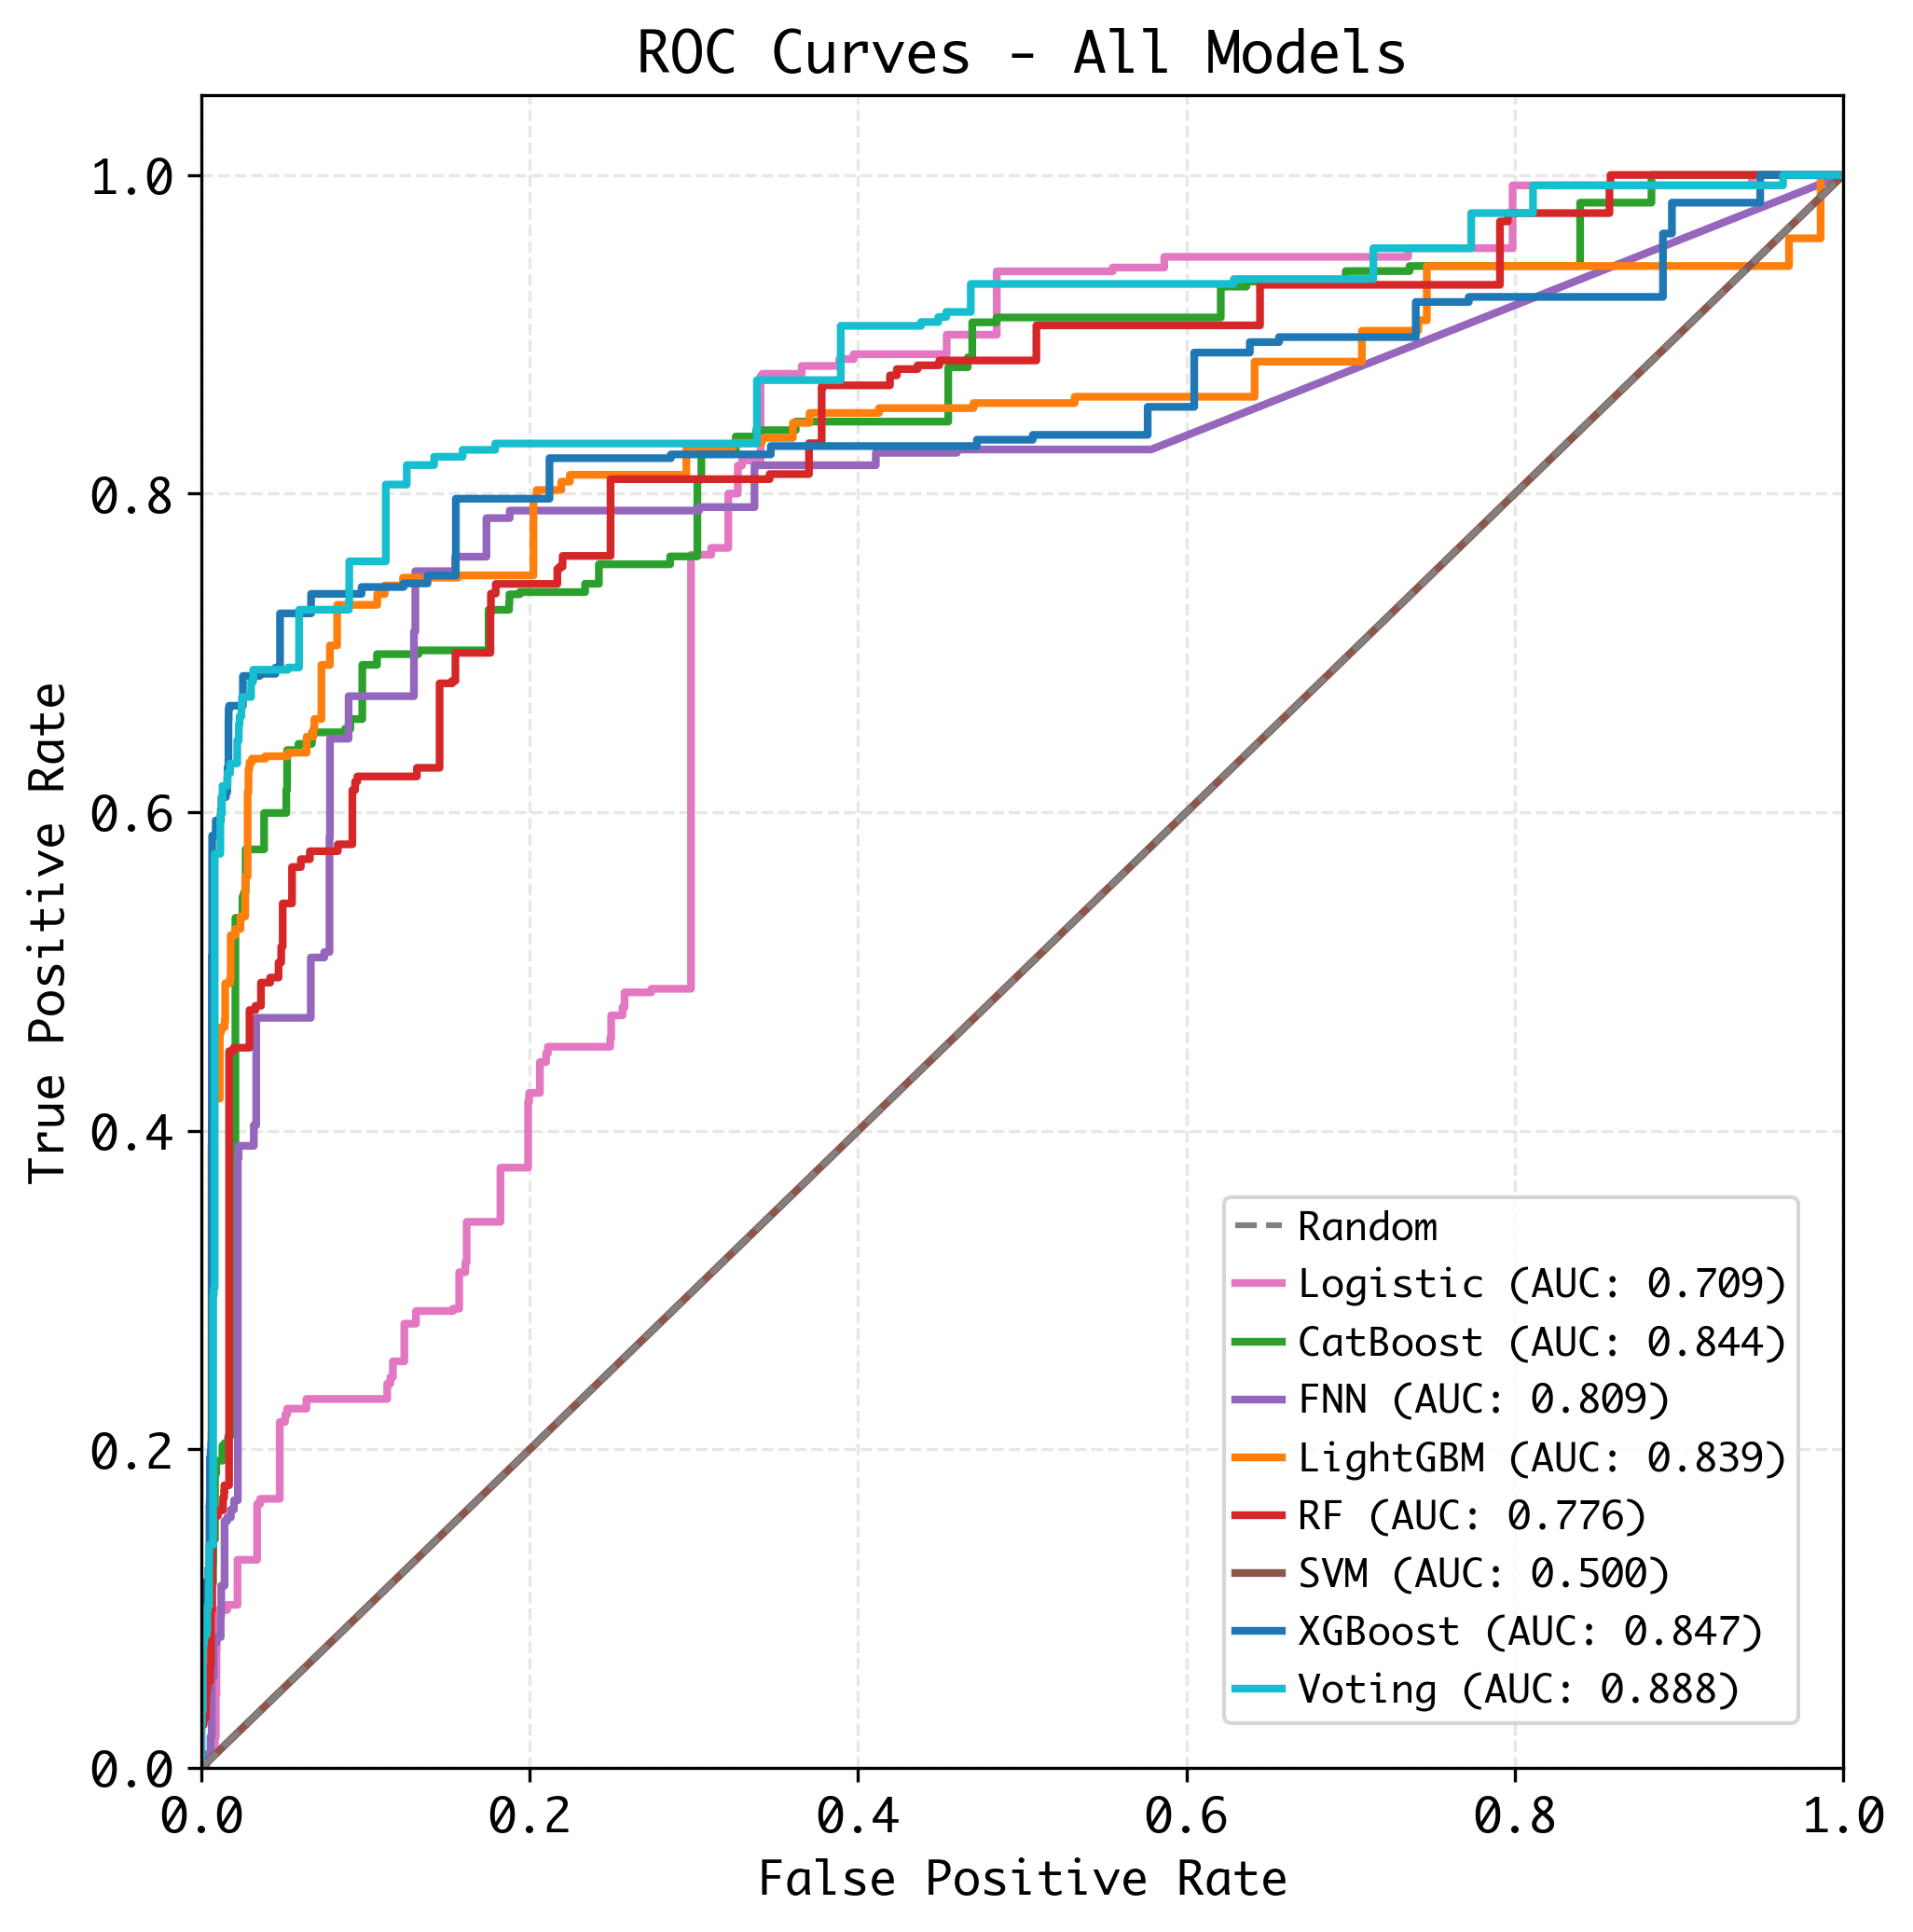 ROC Curves - All Models
1.0
0.8
0.6
0.4
0.2
0.0
True Positive Rate
0.0 0.2 0.4 0.6 0.8 1.0
False Positive Rate
Random
Logistic (AUC: 0.709)
CatBoost (AUC: 0.844)
FNN (AUC: 0.809)
LightGBM (AUC: 0.839)
RF (AUC: 0.776)
SVM (AUC: 0.500)
XGBoost (AUC: 0.847)
Voting (AUC: 0.888)